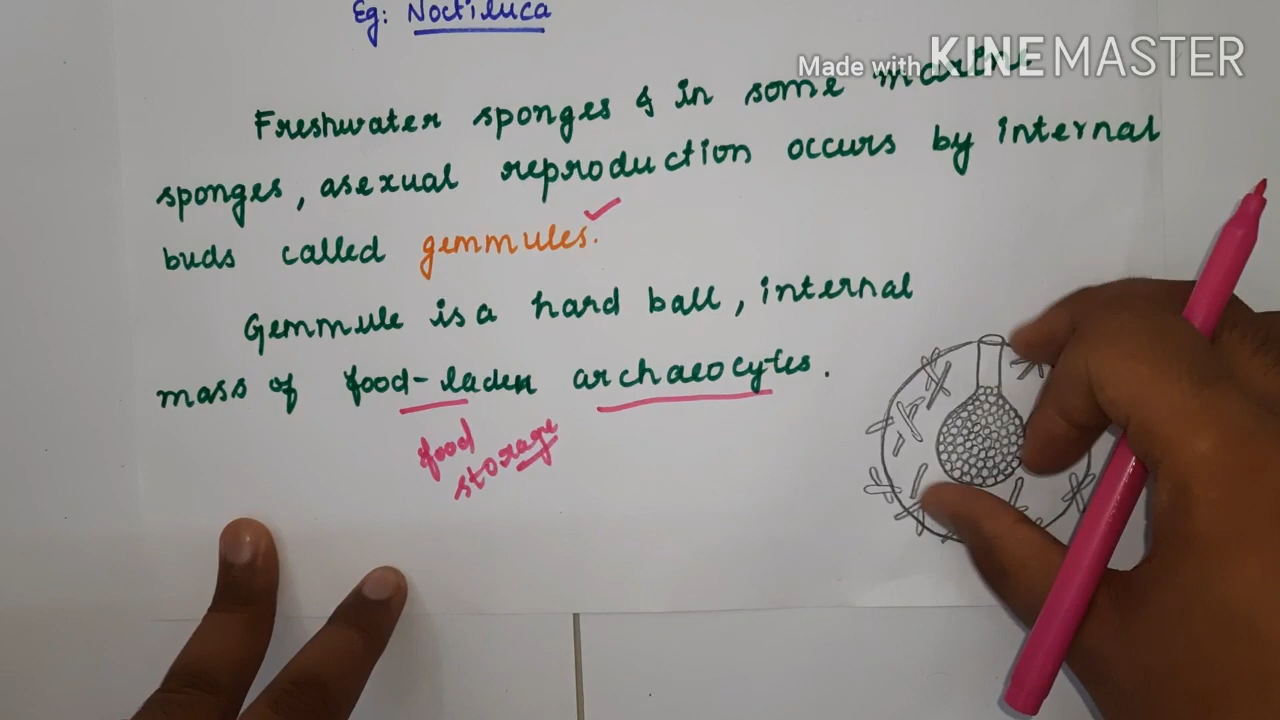 Eg: Noctiluca
Made with KINEMASTER
Freshwater sponges & in some marine
sponges, asexual reproduction occurs by internal
buds called gemmules.
Gemmule is a hard ball, internal
mass of food-laden archaeocytes.
food
storage